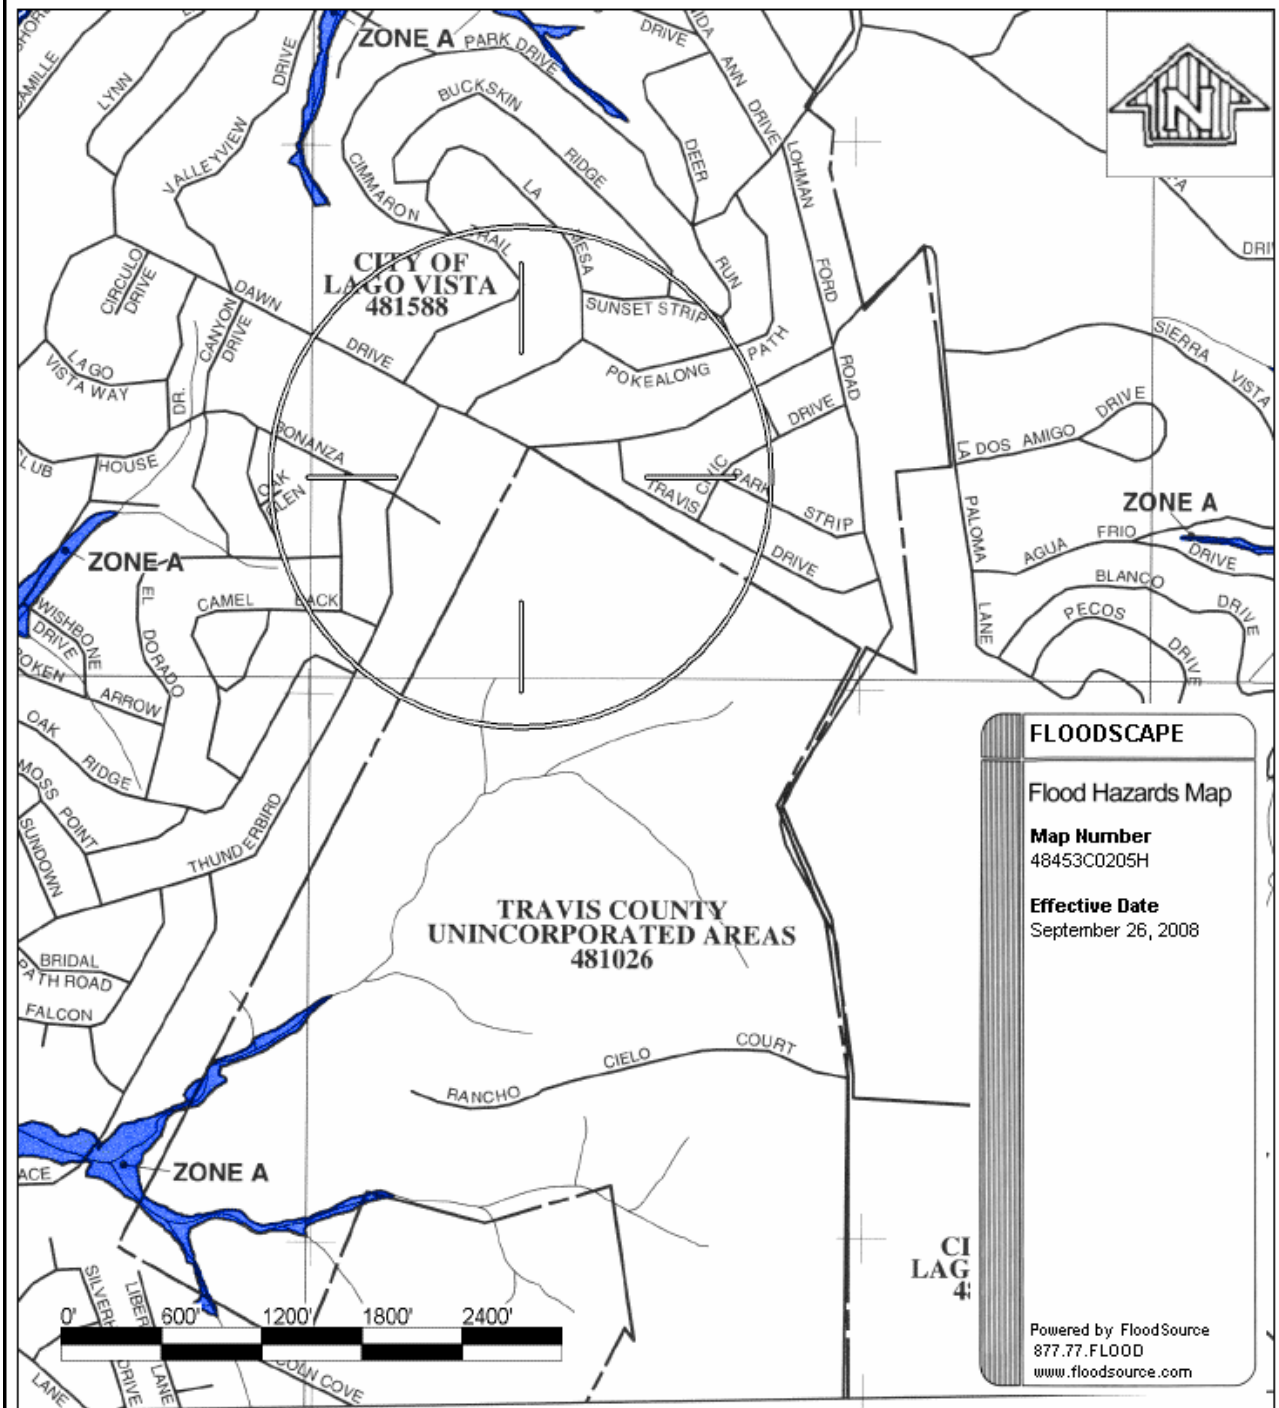 ZONE A
PARK DRIVE
DRIVE
ANN DRIVE
CAMILLE
LYNN
DRIVE
BUCKSKIN
RIDGE
DEER
RUN
VALLEYVIEW
CIMMARON
TRAIL
LA
MESA
LOHMAN
FORD
ROAD
CITY OF
LAGO VISTA
481588
CIRCULO
DRIVE
DAWN
DRIVE
CANYON
DRIVE
SUNSET STRIP
POKEALONG
PATH
SIERRA
VISTA
LAGO
VISTA WAY
DR.
DRIVE
CIVIC
PARK
STRIP
TRAVIS
DRIVE
LA
PALOMA
LANE
DOS AMIGO
DRIVE
HOUSE
BONANZA
OAK
GLEN
ZONE A
AGUA
FRIO
DRIVE
BLANCO
DRIVE
PECOS
DRIVE
ZONE A
EL
DORADO
CAMEL
BACK
WISHBONE
DRIVE
ARROW
OAK
RIDGE
MOSS
POINT
SUNDOWN
THUNDERBIRD
FLOODSCAPE
Flood Hazards Map
Map Number
48453C0205H
Effective Date
September 26, 2008
TRAVIS COUNTY
UNINCORPORATED AREAS
481026
BRIDAL
PATH ROAD
FALCON
RANCHO
CIELO
COURT
ZONE A
ACE
CI
LAG
LANE
DRIVE
LANE
COVE
0' 600' 1200' 1800' 2400'
Powered by FloodSource
877.77.FLOOD
www.floodsource.com
N